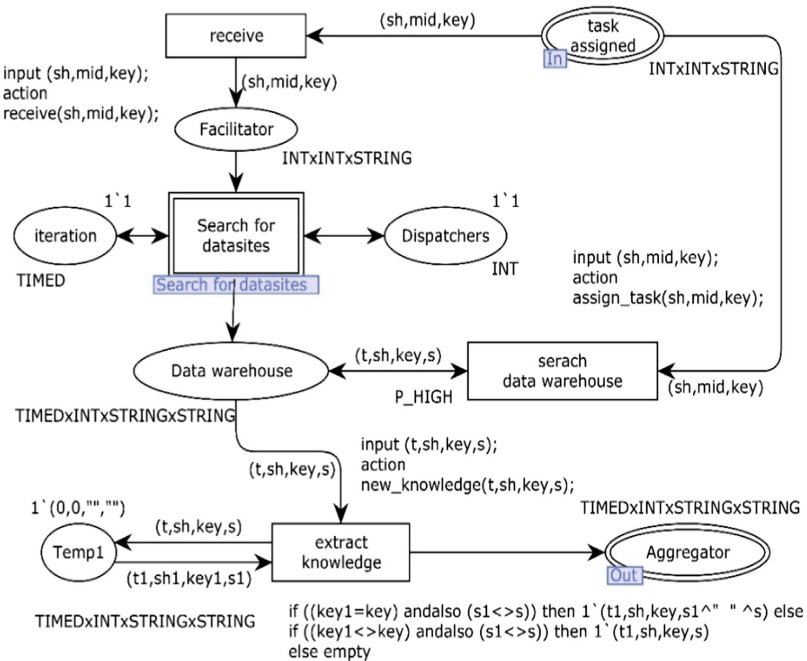 receive
(sh,mid,key)
task
assigned
In
INTxINTxSTRING
input (sh,mid,key);
action
receive(sh,mid,key);
(sh,mid,key)
Facilitator
INTxINTxSTRING
1`1
iteration
TIMED
Search for
datasites
Search for datasites
1`1
Dispatchers
INT
input (sh,mid,key);
action
assign_task(sh,mid,key);
Data warehouse
TIMEDxINTxSTRINGxSTRING
(t,sh,key,s)
P_HIGH
serach
data warehouse
(sh,mid,key)
(t,sh,key,s)
input (t,sh,key,s);
action
new_knowledge(t,sh,key,s);
1`(0,0,"","")
Temp1
(t,sh,key,s)
(t1,sh1,key1,s1)
TIMEDxINTxSTRINGxSTRING
extract
knowledge
TIMEDxINTxSTRINGxSTRING
Aggregator
Out
if ((key1=key) andalso (s1<>s)) then 1`(t1,sh,key,s1^" " ^s) else
if ((key1<>key) andalso (s1<>s)) then 1`(t,sh,key,s)
else empty